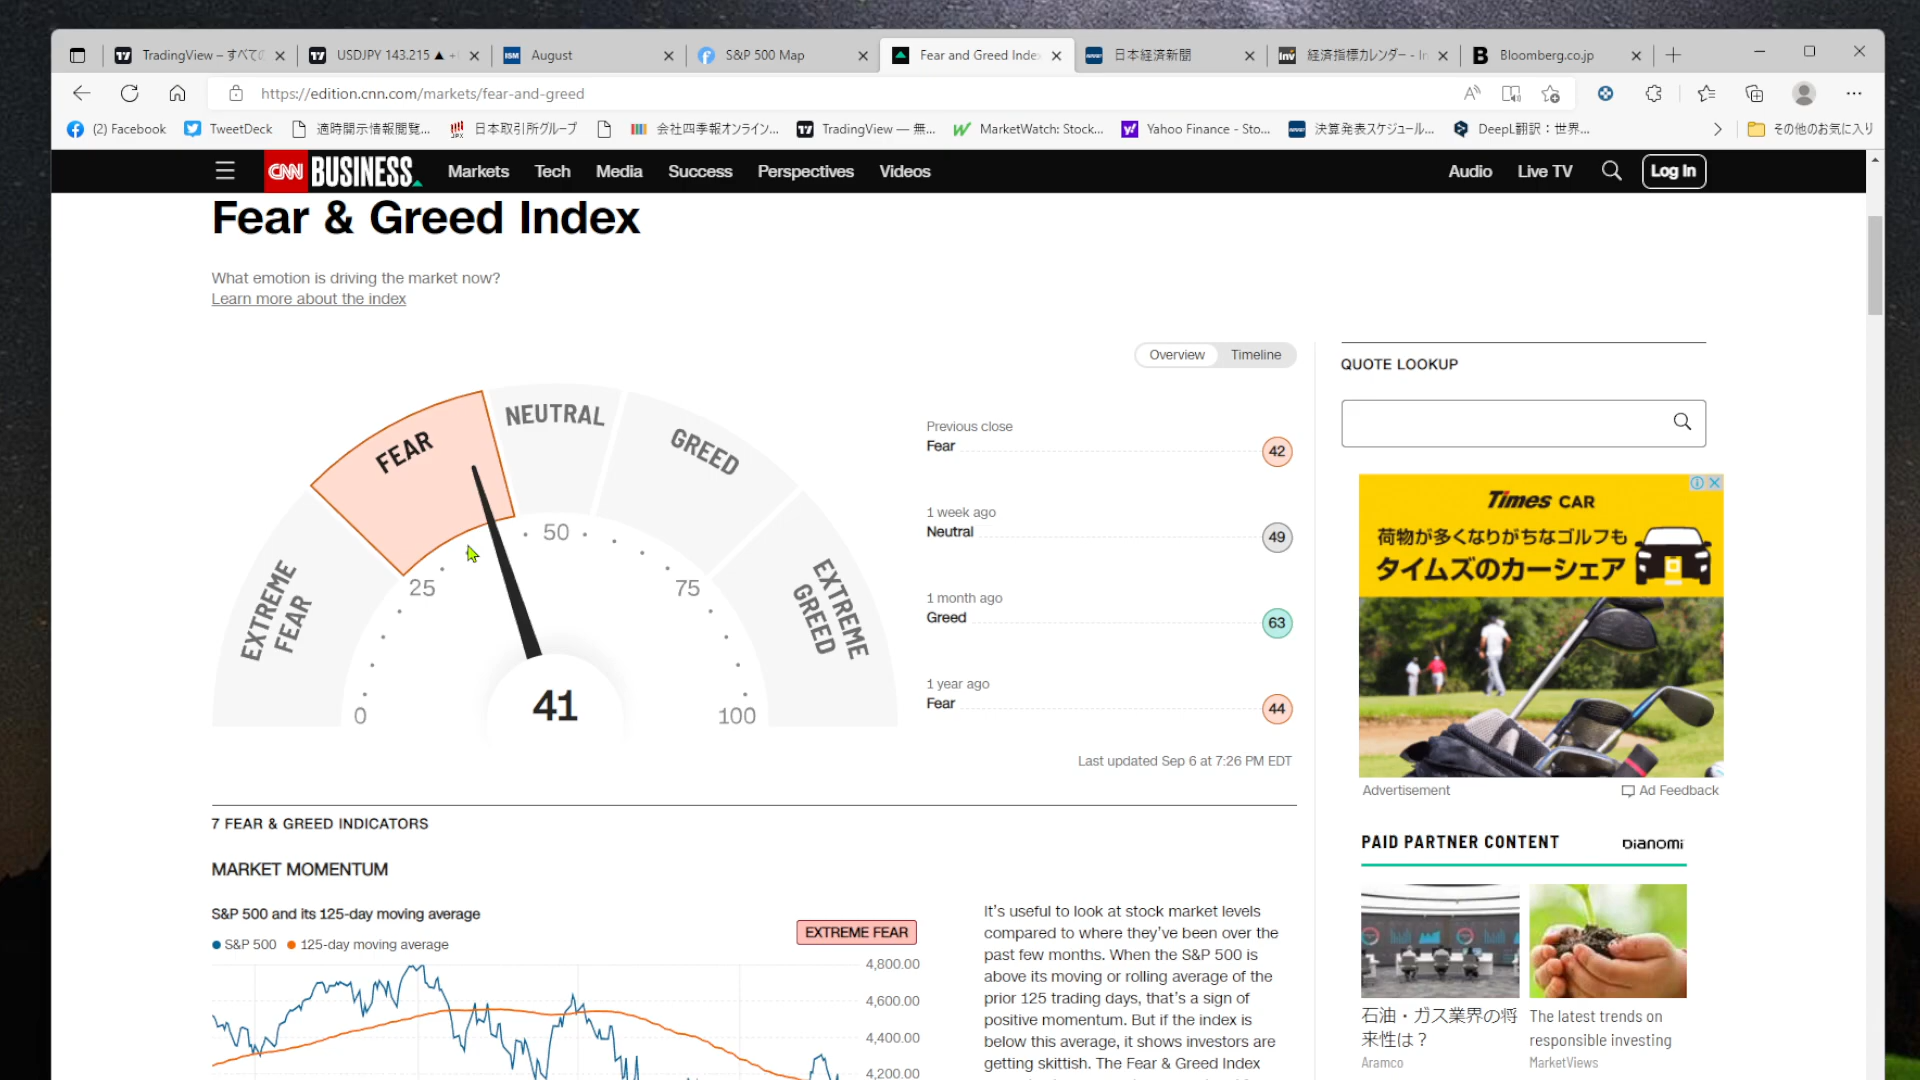 TradingView – すべての
USDJPY 143.215 ▲ +
August
S&P 500 Map
Fear and Greed Index
日本経済新聞
経済指標カレンダー - In
Bloomberg.co.jp
https://edition.cnn.com/markets/fear-and-greed
(2) Facebook
TweetDeck
適時開示情報閲覧...
日本取引所グループ
会社四季報オンライン...
TradingView — 無...
MarketWatch: Stock...
Yahoo Finance - Sto...
決算発表スケジュール...
DeepL翻訳：世界...
その他のお気に入り
CNN BUSINESS
Markets
Tech
Media
Success
Perspectives
Videos
Audio
Live TV
Log In
Fear & Greed Index
What emotion is driving the market now?
Learn more about the index
Overview
Timeline
QUOTE LOOKUP
EXTREME FEAR
FEAR
NEUTRAL
GREED
EXTREME GREED
0
25
50
75
100
41
Previous close
Fear
42
1 week ago
Neutral
49
1 month ago
Greed
63
1 year ago
Fear
44
Last updated Sep 6 at 7:26 PM EDT
Times CAR
荷物が多くなりがちなゴルフも
タイムズのカーシェア
Advertisement
Ad Feedback
7 FEAR & GREED INDICATORS
MARKET MOMENTUM
S&P 500 and its 125-day moving average
S&P 500
125-day moving average
EXTREME FEAR
4,800.00
4,600.00
4,400.00
4,200.00
It's useful to look at stock market levels
compared to where they've been over the
past few months. When the S&P 500 is
above its moving or rolling average of the
prior 125 trading days, that's a sign of
positive momentum. But if the index is
below this average, it shows investors are
getting skittish. The Fear & Greed Index
PAID PARTNER CONTENT
DIANOMI
石油・ガス業界の将
来性は？
Aramco
The latest trends on
responsible investing
MarketViews